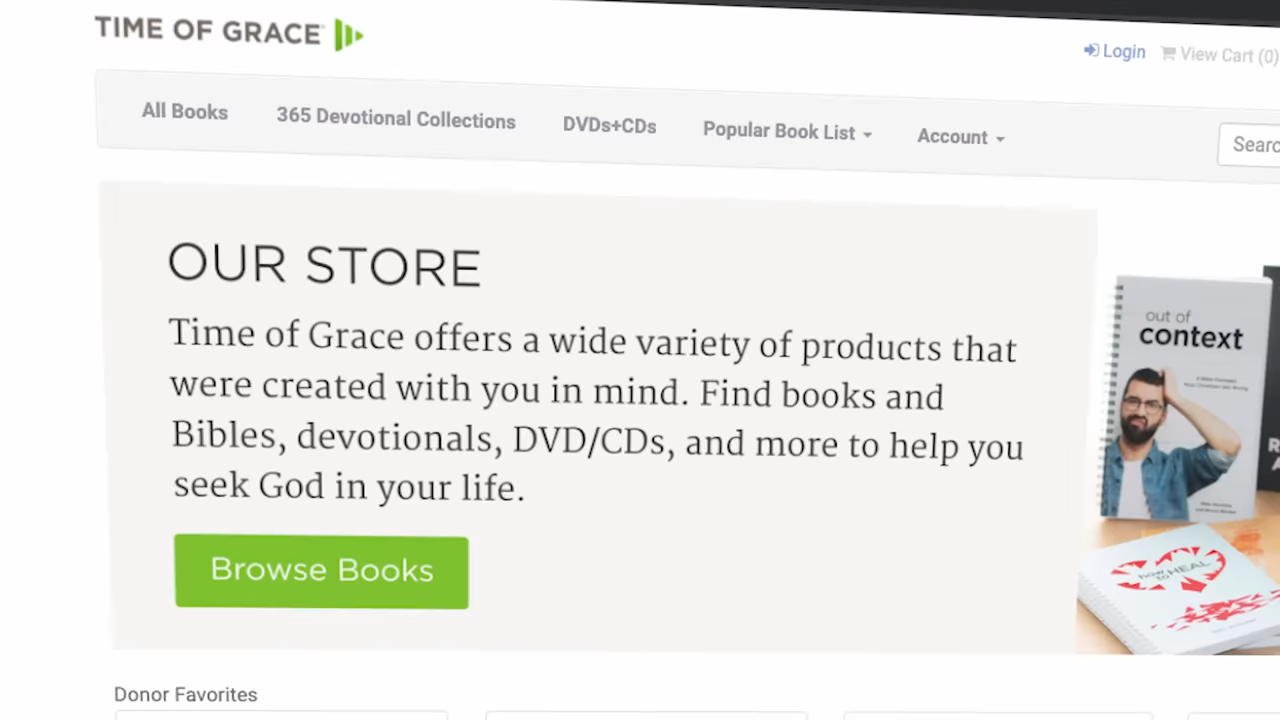 TIME OF GRACE
Login
View Cart (0)
All Books
365 Devotional Collections
DVDs+CDs
Popular Book List
Account
OUR STORE
Time of Grace offers a wide variety of products that
were created with you in mind. Find books and
Bibles, devotionals, DVD/CDs, and more to help you
seek God in your life.
Browse Books
out of
context
how
to HEAL
Donor Favorites